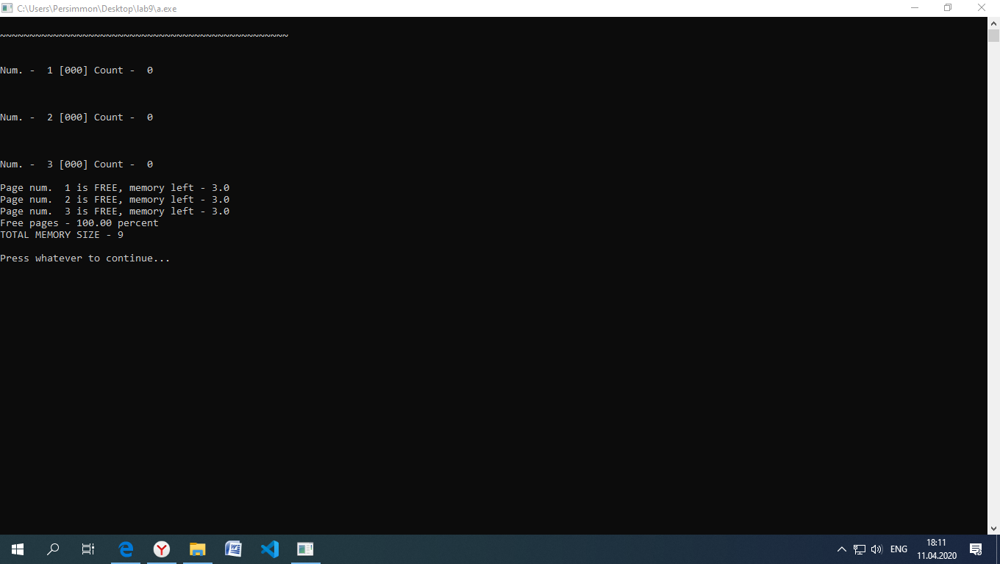 C:\Users\Persimmon\Desktop\lab9\a.exe
~~~~~~~~~~~~~~~~~~~~~~~~~~~~~~~~~~~~~~~~~~~~~~~~~
Num. -  1 [000] Count -  0
Num. -  2 [000] Count -  0
Num. -  3 [000] Count -  0
Page num.  1 is FREE, memory left - 3.0
Page num.  2 is FREE, memory left - 3.0
Page num.  3 is FREE, memory left - 3.0
Free pages - 100.00 percent
TOTAL MEMORY SIZE - 9
Press whatever to continue...
ENG
18:11
11.04.2020